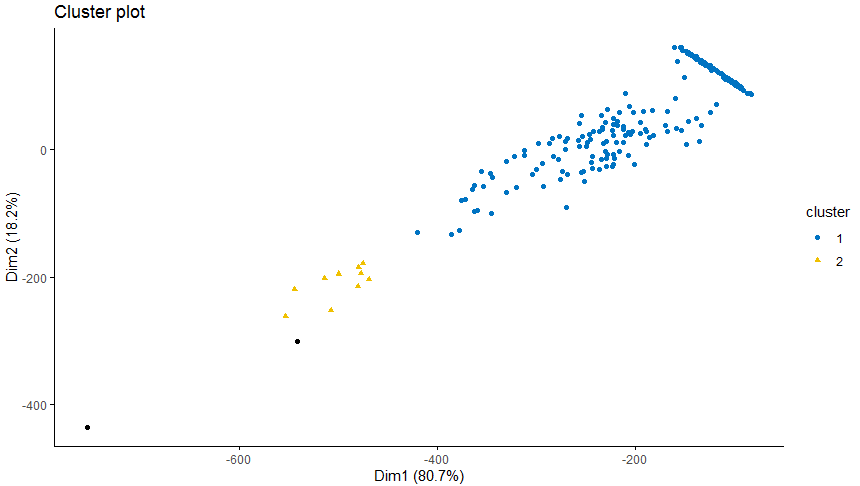 Cluster plot
0
-200
-400
Dim2 (18.2%)
-600
-400
-200
Dim1 (80.7%)
cluster
1
2